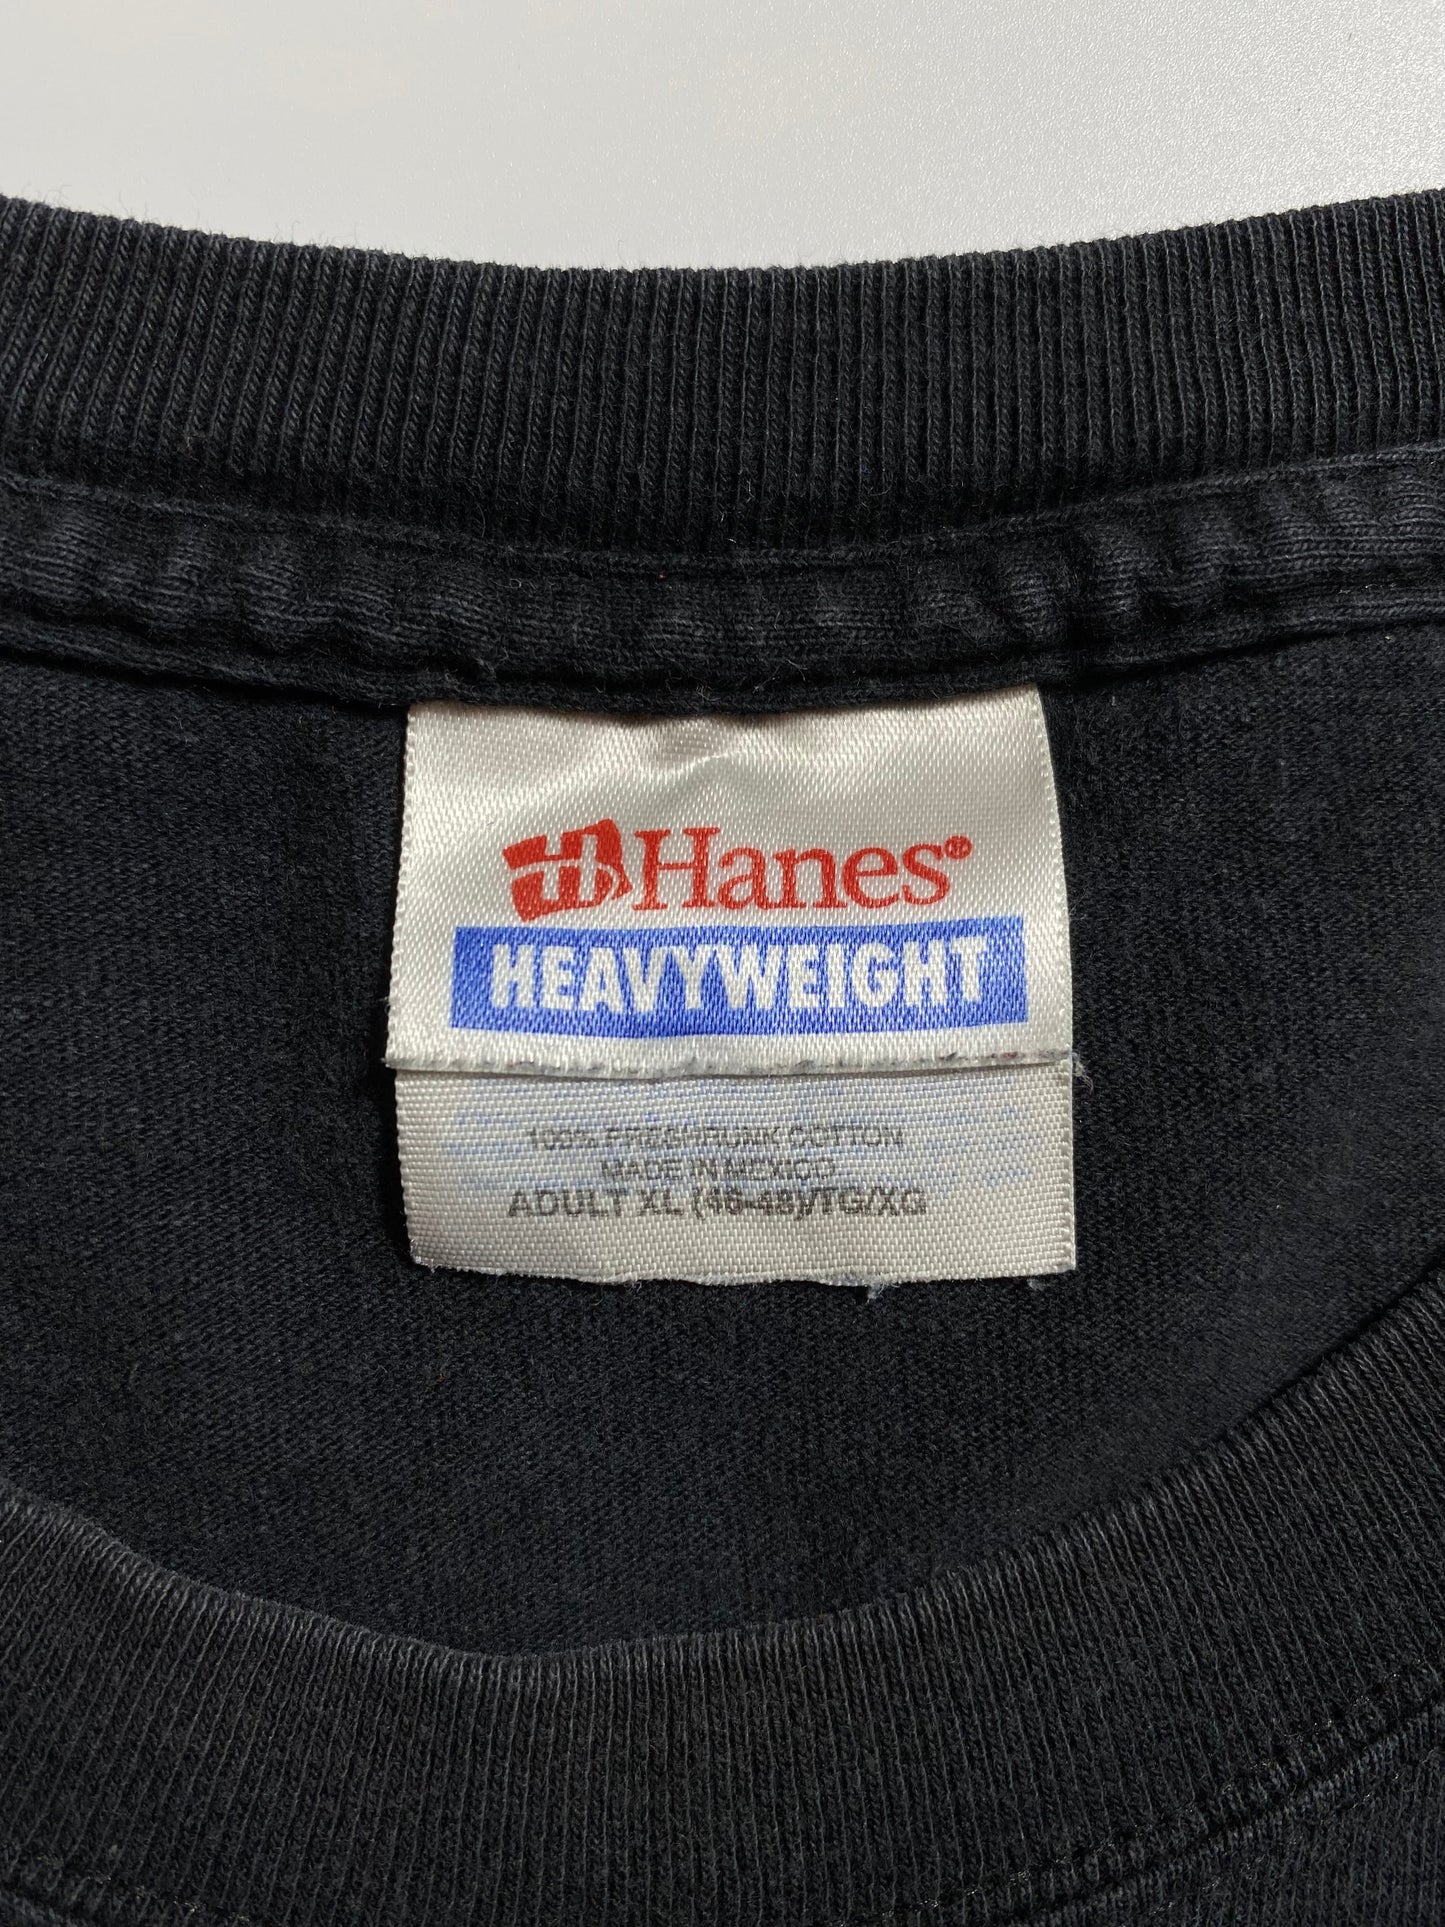 Hanes®
HEAVYWEIGHT
100% PRESHRUNK COTTON
MADE IN MEXICO
ADULT XL (46-48)/TG/XG